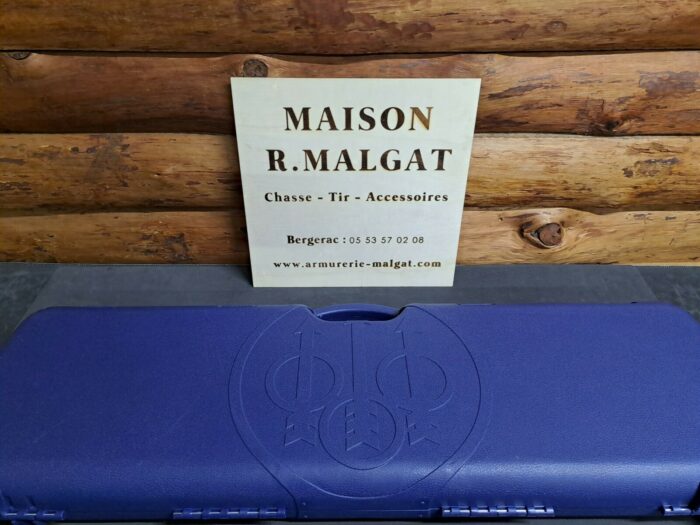 MAISON
R.MALGAT
Chasse - Tir - Accessoires
Bergerac : 05 53 57 02 08
www.armurerie-malgat.com